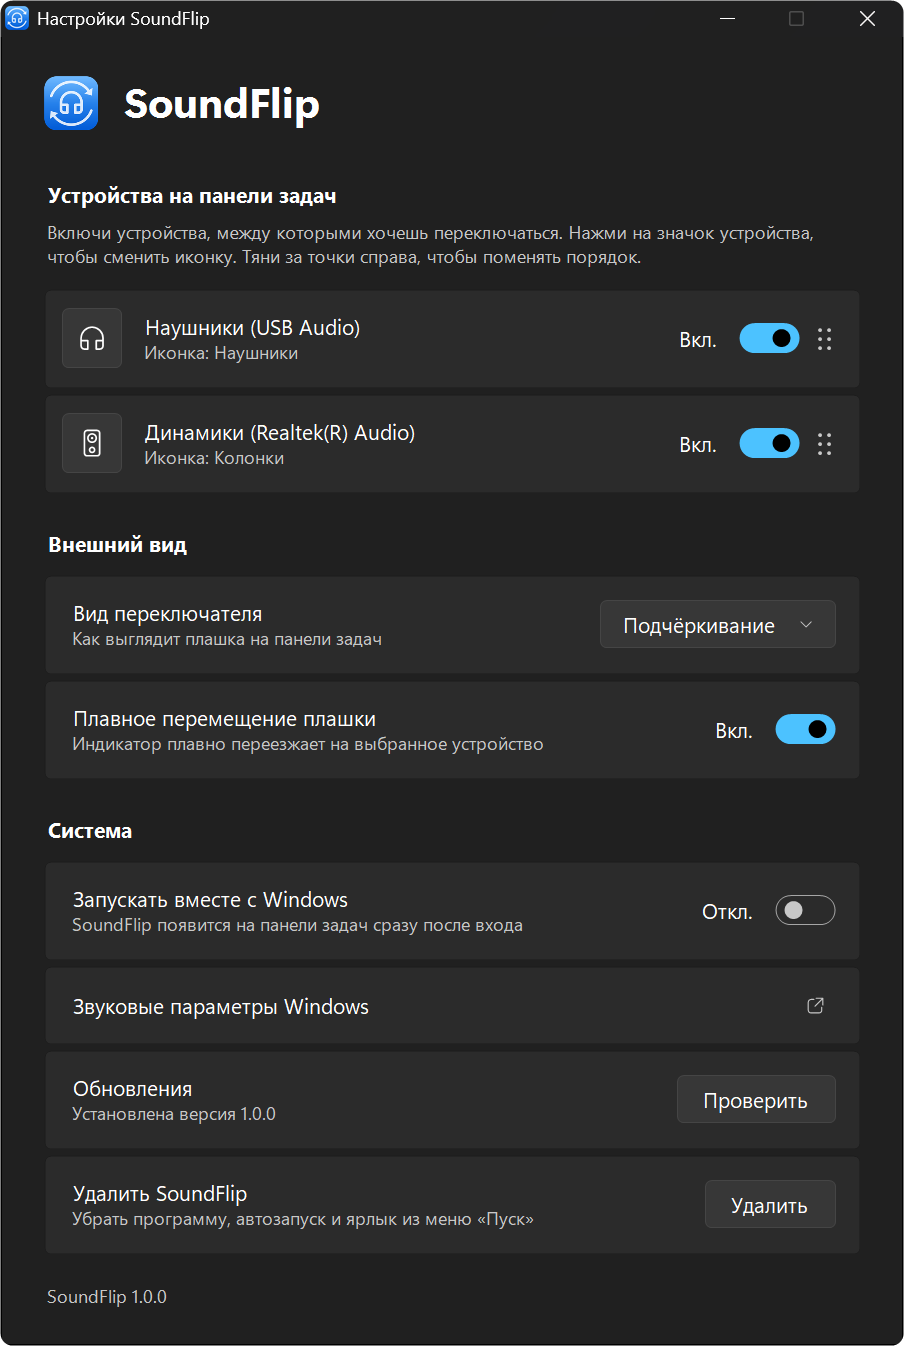 Настройки SoundFlip
SoundFlip
Устройства на панели задач
Включи устройства, между которыми хочешь переключаться. Нажми на значок устройства,
чтобы сменить иконку. Тяни за точки справа, чтобы поменять порядок.
Наушники (USB Audio)
Иконка: Наушники
Вкл.
Динамики (Realtek(R) Audio)
Иконка: Колонки
Вкл.
Внешний вид
Вид переключателя
Как выглядит плашка на панели задач
Подчёркивание
Плавное перемещение плашки
Индикатор плавно переезжает на выбранное устройство
Вкл.
Система
Запускать вместе с Windows
SoundFlip появится на панели задач сразу после входа
Откл.
Звуковые параметры Windows
Обновления
Установлена версия 1.0.0
Проверить
Удалить SoundFlip
Убрать программу, автозапуск и ярлык из меню «Пуск»
Удалить
SoundFlip 1.0.0